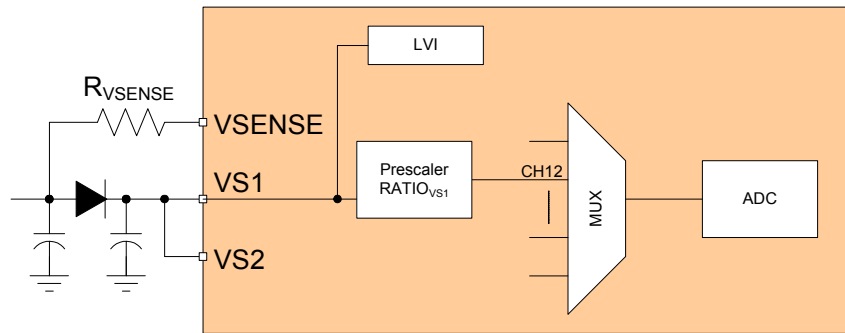 LVI
RVSENSE
VSENSE
VS1
Prescaler
RATIOVS1
CH12
MUX
ADC
VS2